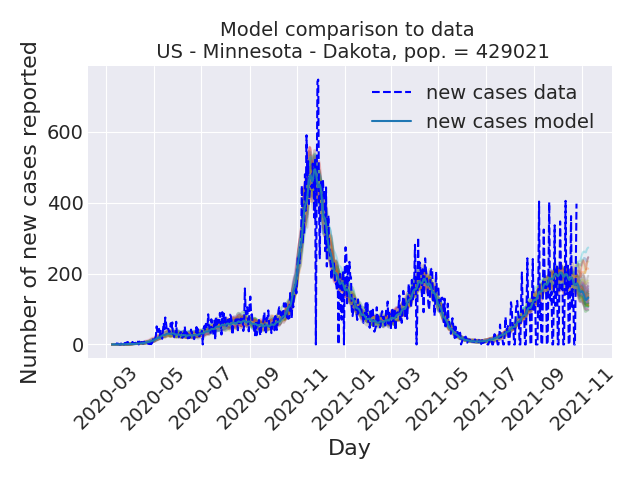 Model comparison to data
US - Minnesota - Dakota, pop. = 429021
Number of new cases reported
600
400
200
0
new cases data
new cases model
2020-03
2020-05
2020-07
2020-09
2020-11
2021-01
2021-03
2021-05
2021-07
2021-09
2021-11
Day